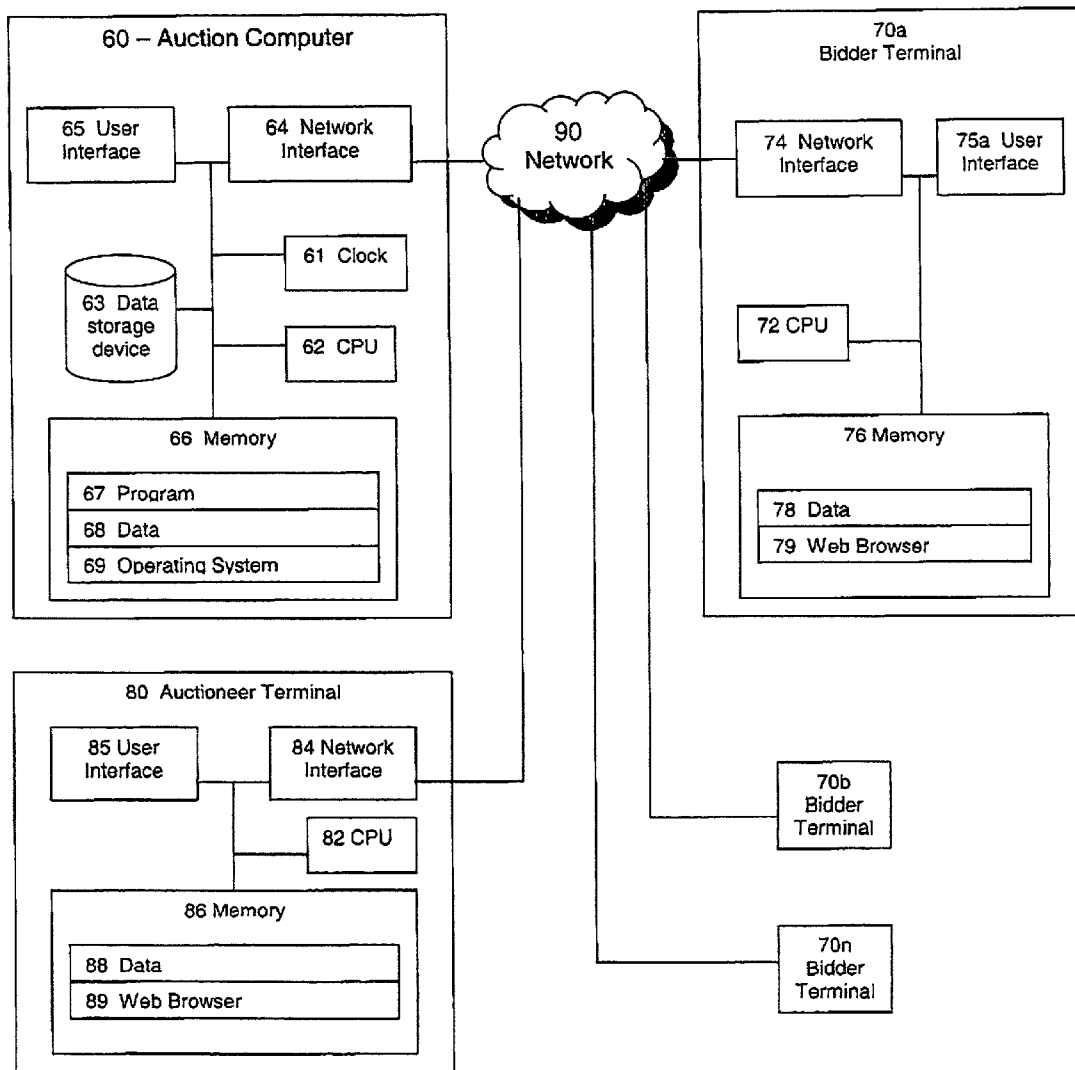 60 – Auction Computer
65 User
Interface
64 Network
Interface
61 Clock
63 Data
storage
device
62 CPU
66 Memory
67 Program
68 Data
69 Operating System
90
Network
70a
Bidder Terminal
74 Network
Interface
75a User
Interface
72 CPU
76 Memory
78 Data
79 Web Browser
80 Auctioneer Terminal
85 User
Interface
84 Network
Interface
82 CPU
86 Memory
88 Data
89 Web Browser
70b
Bidder
Terminal
70n
Bidder
Terminal